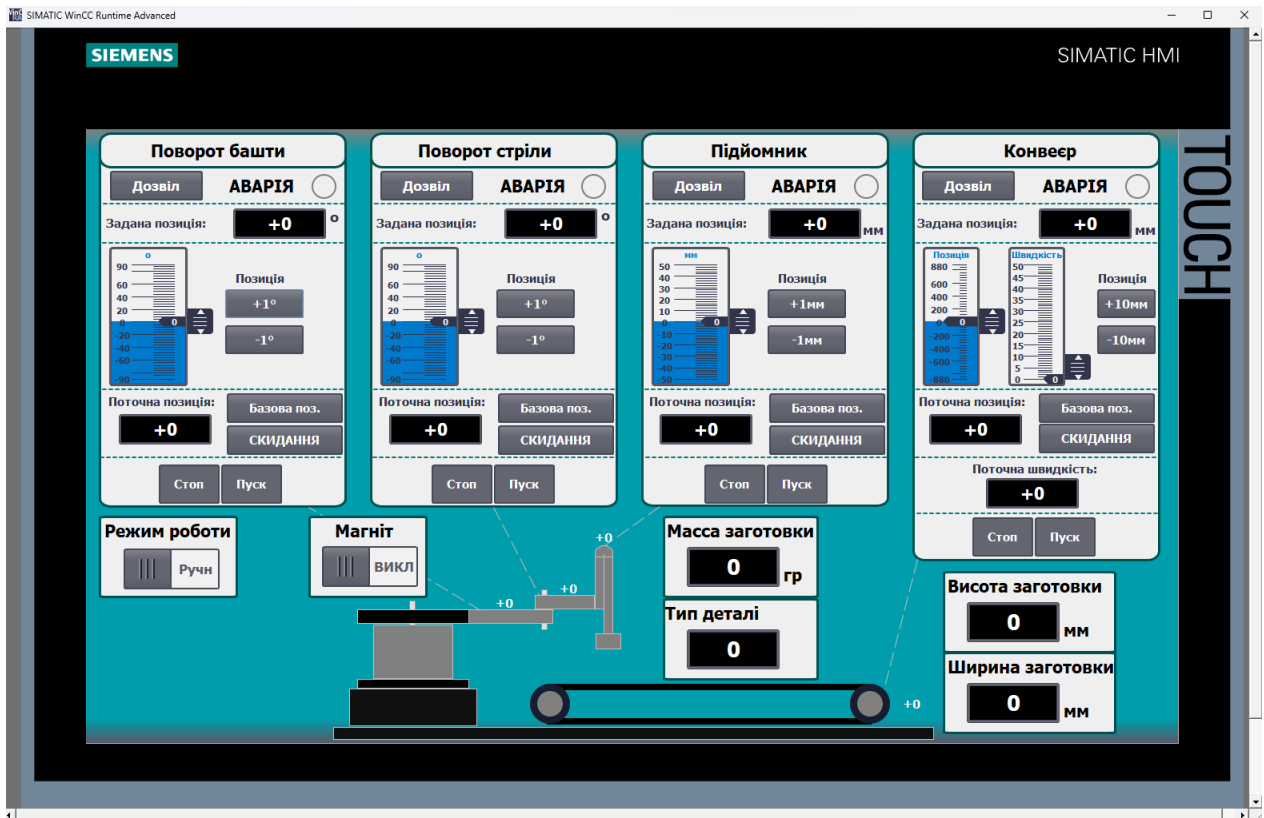 SIMATIC WinCC Runtime Advanced
SIEMENS
SIMATIC HMI
TOUCH
Поворот башти
Дозвіл АВАРІЯ
Задана позиція: +0 o
o
90
60
40
20
0 0
-20
-40
-60
-90
Позиція
+1º
-1º
Поточна позиція:
+0
Базова поз.
СКИДАННЯ
Стоп Пуск
Поворот стріли
Дозвіл АВАРІЯ
Задана позиція: +0 o
o
90
60
40
20
0 0
-20
-40
-60
-90
Позиція
+1º
-1º
Поточна позиція:
+0
Базова поз.
СКИДАННЯ
Стоп Пуск
Підйомник
Дозвіл АВАРІЯ
Задана позиція: +0 мм
мм
50
40
30
20
10
0 0
-10
-20
-30
-40
-50
Позиція
+1мм
-1мм
Поточна позиція:
+0
Базова поз.
СКИДАННЯ
Стоп Пуск
Конвеєр
Дозвіл АВАРІЯ
Задана позиція: +0 мм
Позиція
880
600
400
200
0 0
-200
-400
-600
-880
Швидкість
50
45
40
35
30
25
20
15
10
5
0 0
Позиція
+10мм
-10мм
Поточна позиція:
+0
Базова поз.
СКИДАННЯ
Поточна швидкість:
+0
Стоп Пуск
Режим роботи
Ручн
Магніт
ВИКЛ
+0
+0
+0
+0
Масса заготовки
0 гр
Тип деталі
0
Висота заготовки
0 мм
Ширина заготовки
0 мм